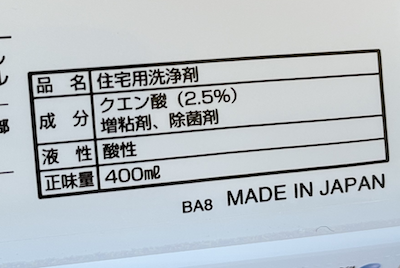 品名 住宅用洗浄剤
成分 クエン酸（2.5%）
増粘剤、除菌剤
液性 酸性
正味量 400mℓ
BA8 MADE IN JAPAN
部